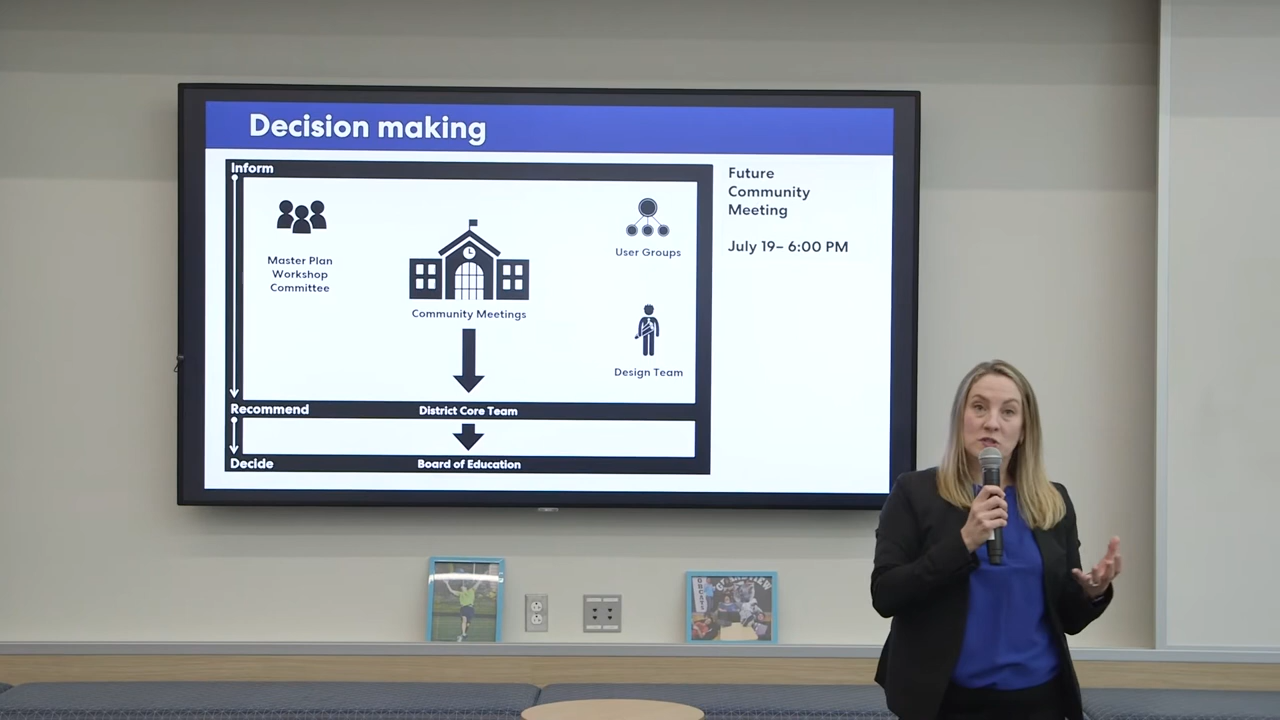 Decision making
Inform
Master Plan
Workshop
Committee
Community Meetings
User Groups
Design Team
Recommend
District Core Team
Decide
Board of Education
Future
Community
Meeting
July 19– 6:00 PM